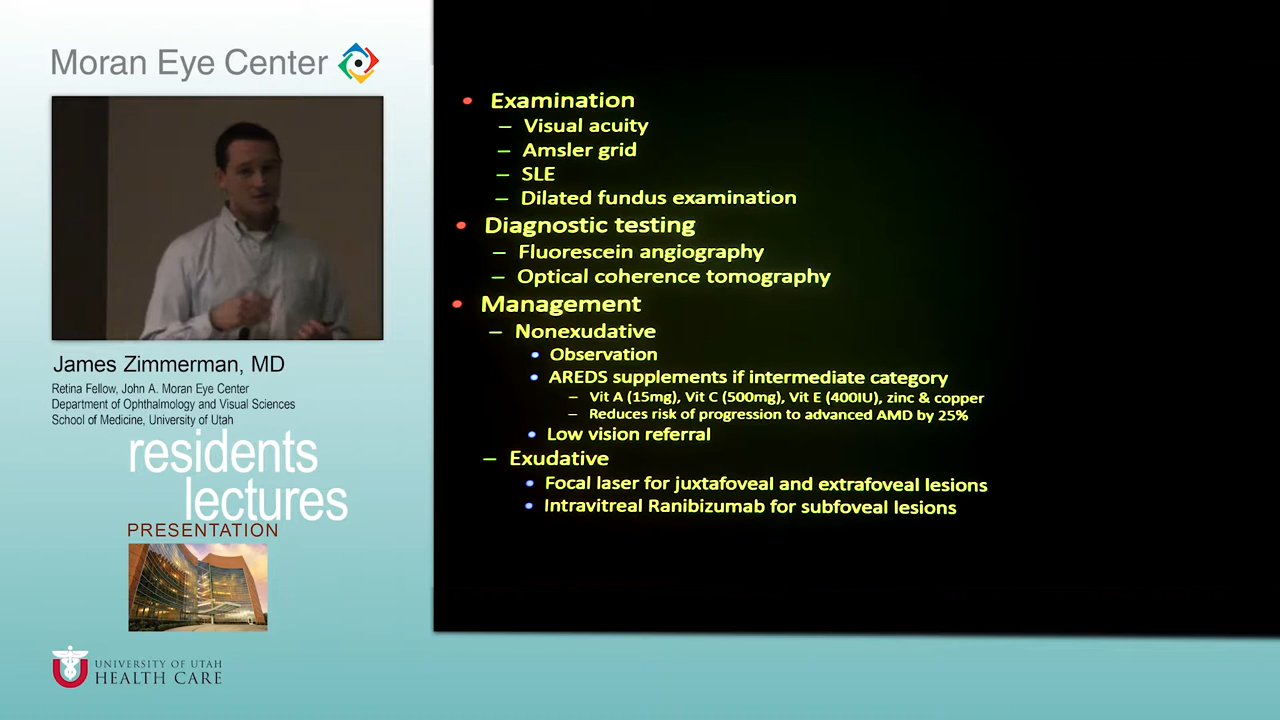 Moran Eye Center
James Zimmerman, MD
Retina Fellow, John A. Moran Eye Center
Department of Ophthalmology and Visual Sciences
School of Medicine, University of Utah
residents
lectures
PRESENTATION
UNIVERSITY OF UTAH
HEALTH CARE
• Examination
– Visual acuity
– Amsler grid
– SLE
– Dilated fundus examination
• Diagnostic testing
– Fluorescein angiography
– Optical coherence tomography
• Management
– Nonexudative
• Observation
• AREDS supplements if intermediate category
– Vit A (15mg), Vit C (500mg), Vit E (400IU), zinc & copper
– Reduces risk of progression to advanced AMD by 25%
• Low vision referral
– Exudative
• Focal laser for juxtafoveal and extrafoveal lesions
• Intravitreal Ranibizumab for subfoveal lesions